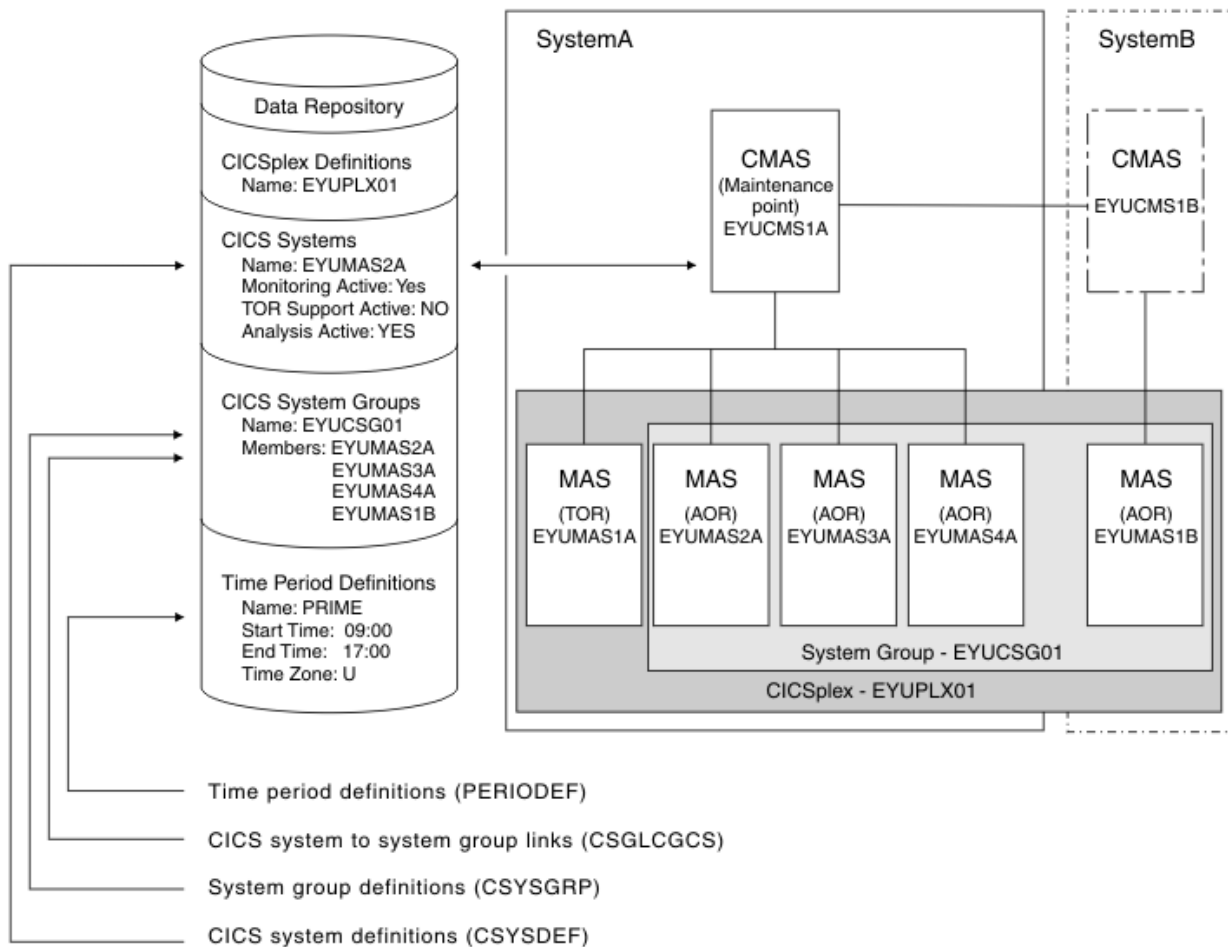 Data Repository
CICSplex Definitions
Name: EYUPLX01
CICS Systems
Name: EYUMAS2A
Monitoring Active: Yes
TOR Support Active: NO
Analysis Active: YES
CICS System Groups
Name: EYUCSG01
Members: EYUMAS2A
EYUMAS3A
EYUMAS4A
EYUMAS1B
Time Period Definitions
Name: PRIME
Start Time: 09:00
End Time: 17:00
Time Zone: U
SystemA
CMAS
(Maintenance
point)
EYUCMS1A
SystemB
CMAS
EYUCMS1B
MAS
(TOR)
EYUMAS1A
MAS
(AOR)
EYUMAS2A
MAS
(AOR)
EYUMAS3A
MAS
(AOR)
EYUMAS4A
MAS
(AOR)
EYUMAS1B
System Group - EYUCSG01
CICSplex - EYUPLX01
Time period definitions (PERIODEF)
CICS system to system group links (CSGLCGCS)
System group definitions (CSYSGRP)
CICS system definitions (CSYSDEF)